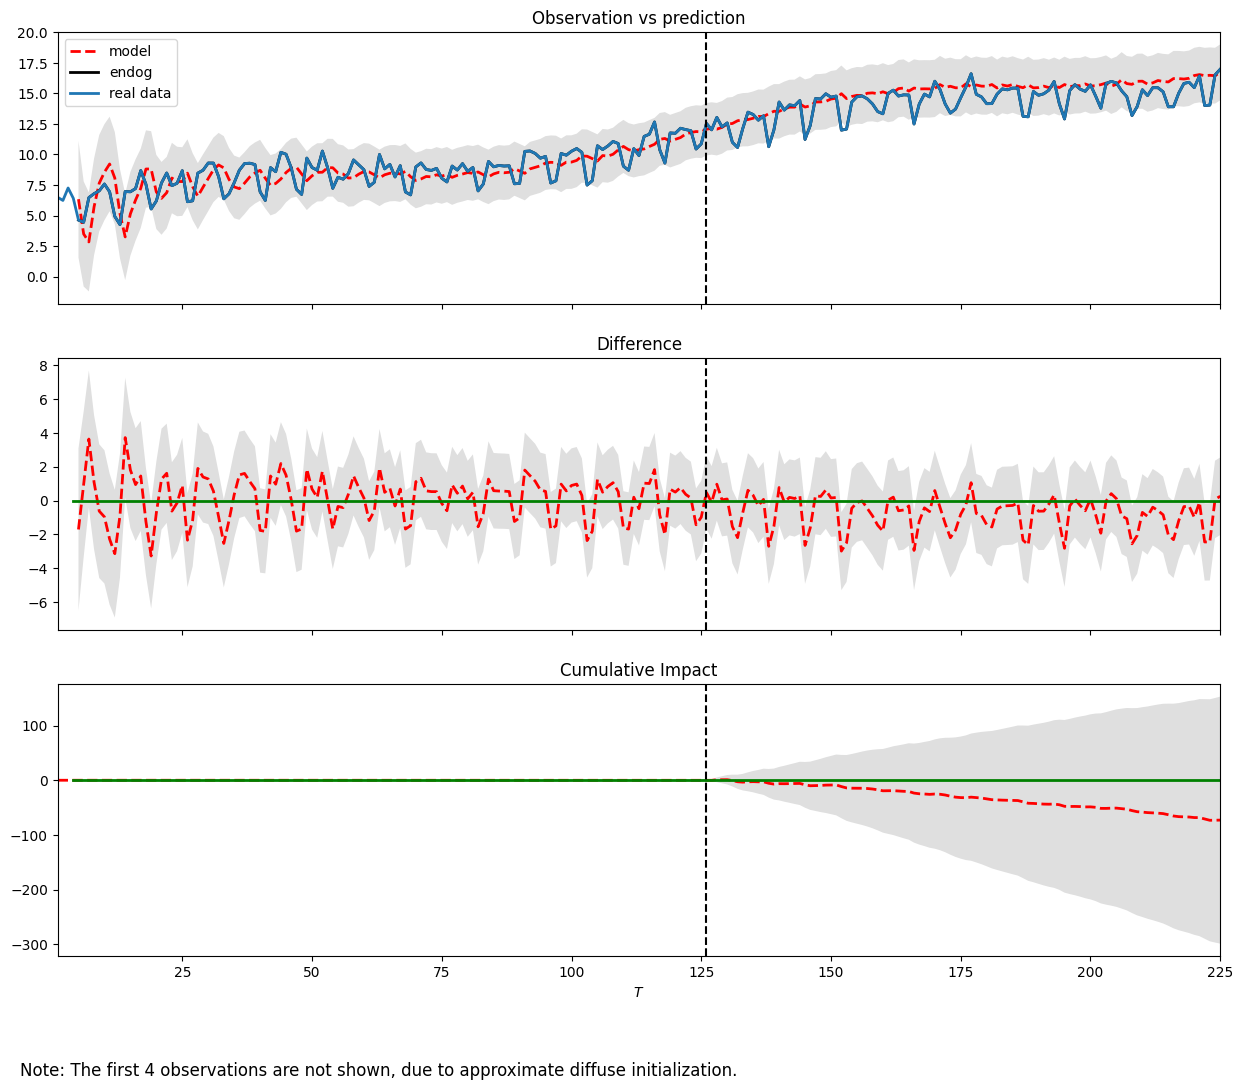 Observation vs prediction
20.0
17.5
15.0
12.5
10.0
7.5
5.0
2.5
0.0
model
endog
real data
Difference
8
6
4
2
0
−2
−4
−6
Cumulative Impact
100
0
−100
−200
−300
25 50 75 100 125 150 175 200 225
T
Note: The first 4 observations are not shown, due to approximate diffuse initialization.